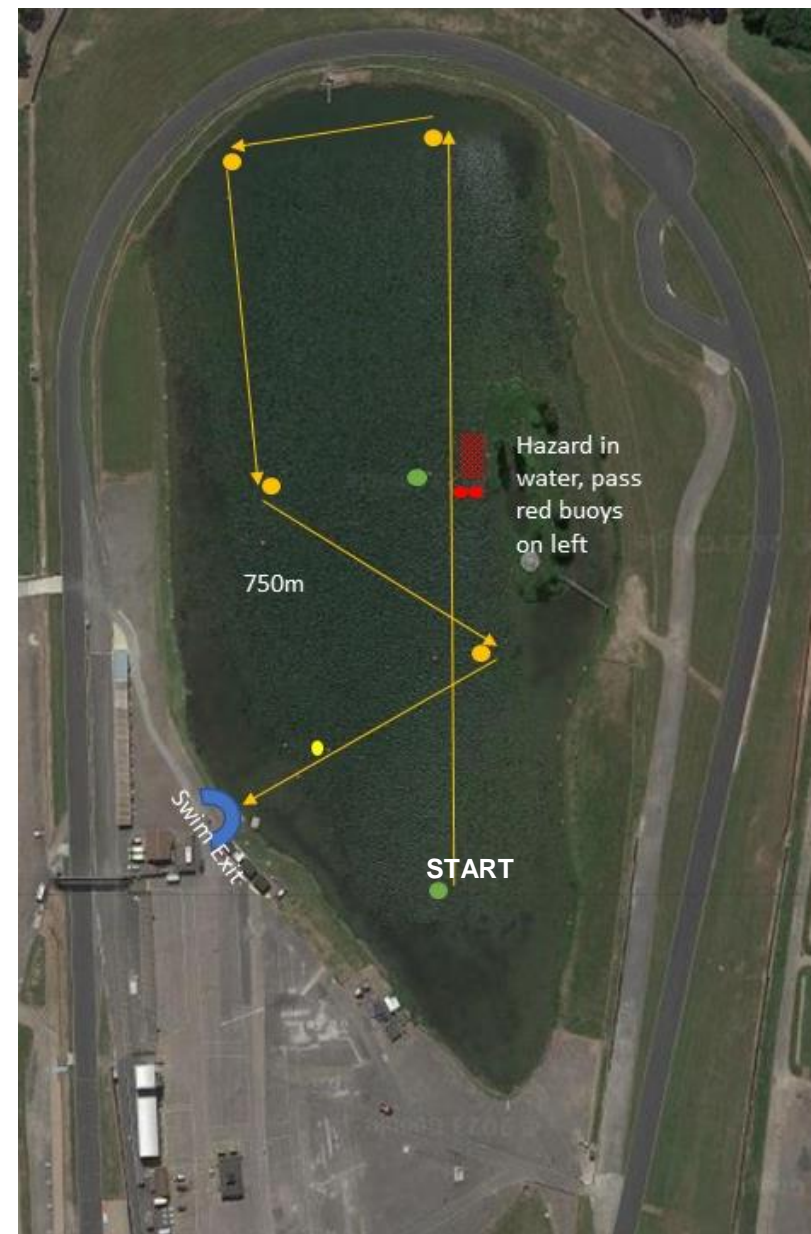 Hazard in
water, pass
red buoys
on left
750m
Swim Exit
START